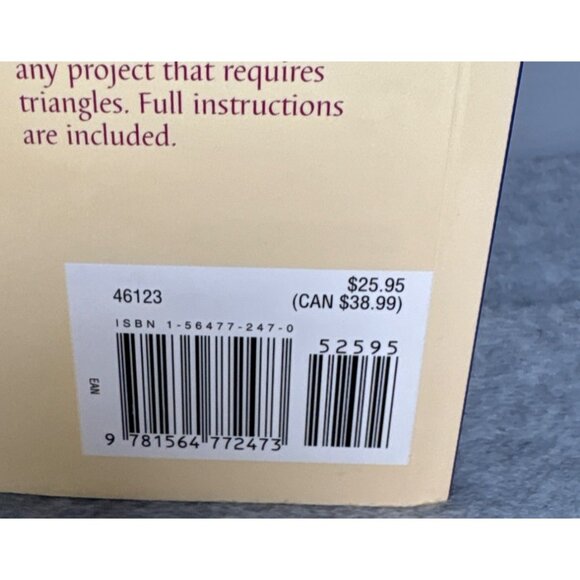 any project that requires
triangles. Full instructions
are included.
46123
$25.95
(CAN $38.99)
ISBN 1-56477-247-0
52595
EAN
9 781564 772473